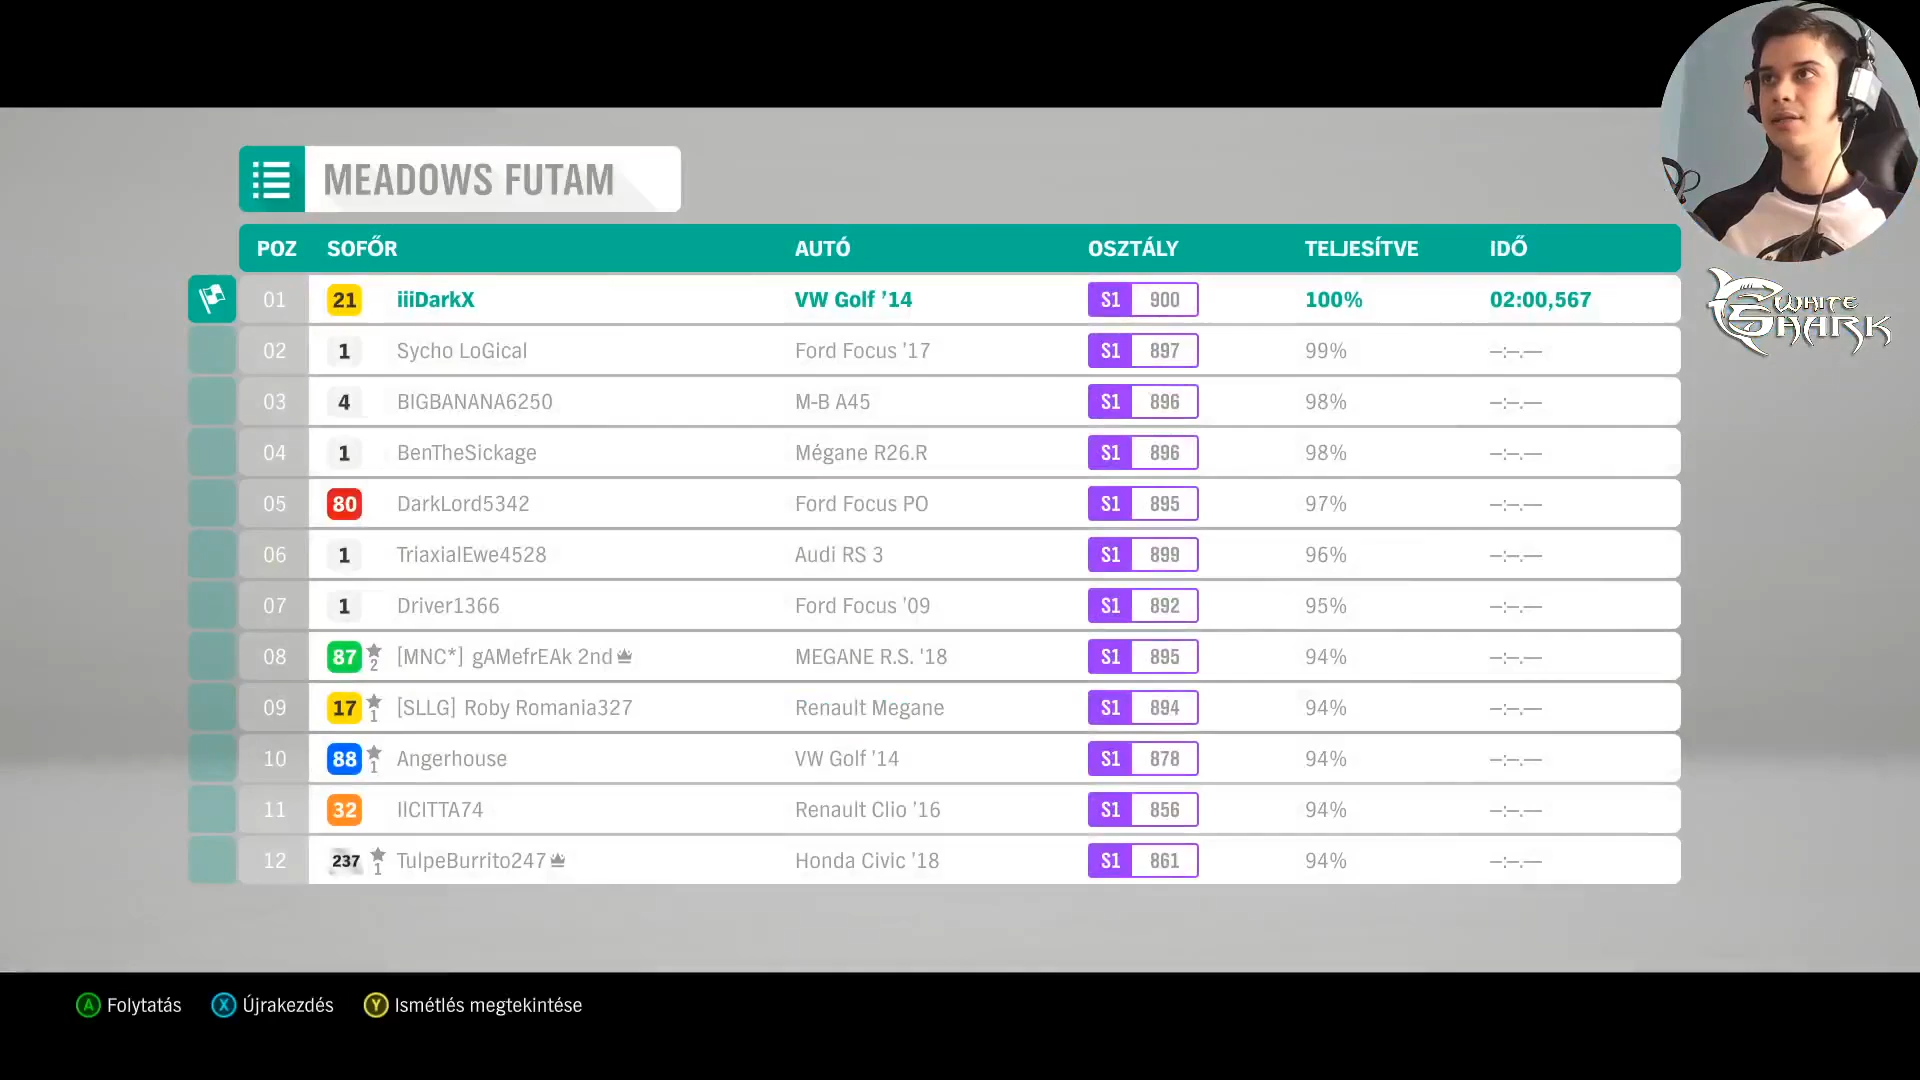 MEADOWS FUTAM
POZ SOFŐR AUTÓ OSZTÁLY TELJESÍTVE IDŐ
01 21 iiiDarkX VW Golf ’14 S1 900 100% 02:00,567
02 1 Sycho LoGical Ford Focus ’17 S1 897 99% –:–.–
03 4 BIGBANANA6250 M-B A45 S1 896 98% –:–.–
04 1 BenTheSickage Mégane R26.R S1 896 98% –:–.–
05 80 DarkLord5342 Ford Focus PO S1 895 97% –:–.–
06 1 TriaxialEwe4528 Audi RS 3 S1 899 96% –:–.–
07 1 Driver1366 Ford Focus ’09 S1 892 95% –:–.–
08 87 2 [MNC*] gAMefrEAk 2nd MEGANE R.S. '18 S1 895 94% –:–.–
09 17 1 [SLLG] Roby Romania327 Renault Megane S1 894 94% –:–.–
10 88 1 Angerhouse VW Golf ’14 S1 878 94% –:–.–
11 32 IICITTA74 Renault Clio ’16 S1 856 94% –:–.–
12 237 1 TulpeBurrito247 Honda Civic ’18 S1 861 94% –:–.–
WHITE
SHARK
A Folytatás X Újrakezdés Y Ismétlés megtekintése